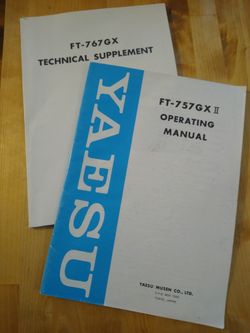 FT-767GX
TECHNICAL SUPPLEMENT
YAESU
FT-757GX II
OPERATING
MANUAL
YAESU MUSEN CO., LTD.